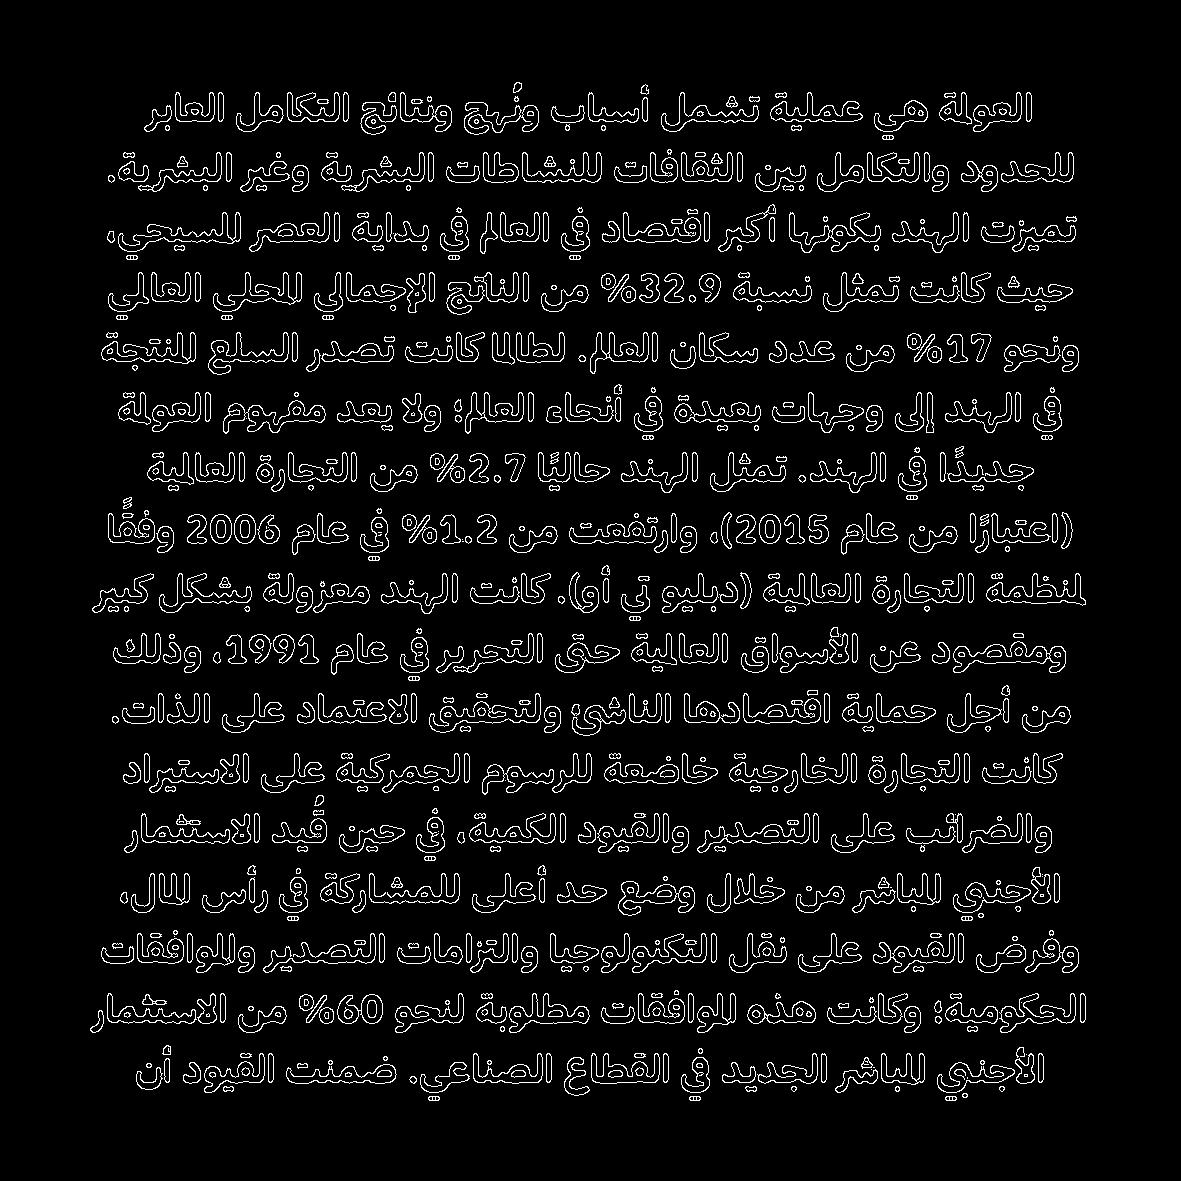 العولمة هي عملية تشمل أسباب ونُهج ونتائج التكامل العابر
للحدود والتكامل بين الثقافات للنشاطات البشرية وغير البشرية.
تميزت الهند بكونها أكبر اقتصاد في العالم في بداية العصر المسيحي،
حيث كانت تمثل نسبة 32.9% من الناتج الإجمالي المحلي العالمي
ونحو 17% من عدد سكان العالم. لطالما كانت تصدر السلع المنتجة
في الهند إلى وجهات بعيدة في أنحاء العالم؛ ولا يعد مفهوم العولمة
جديدًا في الهند. تمثل الهند حاليًا 2.7% من التجارة العالمية
(اعتبارًا من عام 2015)، وارتفعت من 1.2% في عام 2006 وفقًا
لمنظمة التجارة العالمية (دبليو تي أو). كانت الهند معزولة بشكل كبير
ومقصود عن الأسواق العالمية حتى التحرير في عام 1991، وذلك
من أجل حماية اقتصادها الناشئ ولتحقيق الاعتماد على الذات.
كانت التجارة الخارجية خاضعة للرسوم الجمركية على الاستيراد
والضرائب على التصدير والقيود الكمية، في حين قُيد الاستثمار
الأجنبي المباشر من خلال وضع حد أعلى للمشاركة في رأس المال،
وفرض القيود على نقل التكنولوجيا والتزامات التصدير والموافقات
الحكومية؛ وكانت هذه الموافقات مطلوبة لنحو 60% من الاستثمار
الأجنبي المباشر الجديد في القطاع الصناعي. ضمنت القيود أن